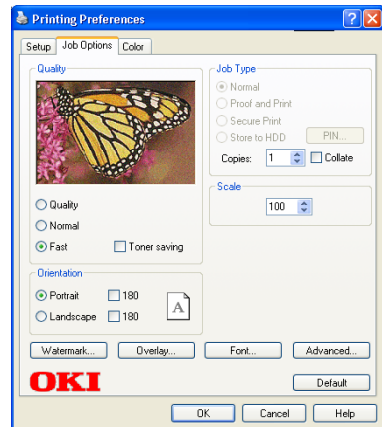 Printing Preferences
Setup Job Options Color
Quality
Quality
Normal
Fast Toner saving
Orientation
Portrait 180
Landscape 180
A
Job Type
Normal
Proof and Print
Secure Print
Store to HDD PIN...
Copies: 1 Collate
Scale
100
Watermark... Overlay... Font... Advanced...
OKI Default
OK Cancel Help